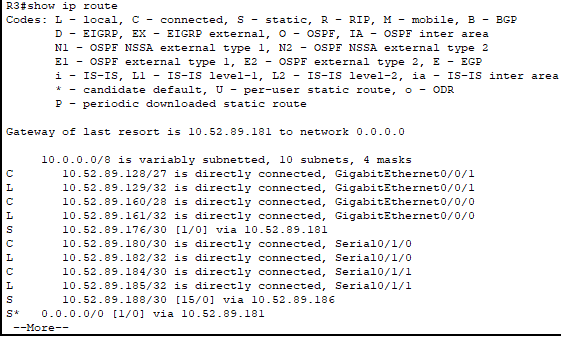 R3#show ip route
Codes: L - local, C - connected, S - static, R - RIP, M - mobile, B - BGP
D - EIGRP, EX - EIGRP external, O - OSPF, IA - OSPF inter area
N1 - OSPF NSSA external type 1, N2 - OSPF NSSA external type 2
E1 - OSPF external type 1, E2 - OSPF external type 2, E - EGP
i - IS-IS, L1 - IS-IS level-1, L2 - IS-IS level-2, ia - IS-IS inter area
* - candidate default, U - per-user static route, o - ODR
P - periodic downloaded static route
Gateway of last resort is 10.52.89.181 to network 0.0.0.0
10.0.0.0/8 is variably subnetted, 10 subnets, 4 masks
C 10.52.89.128/27 is directly connected, GigabitEthernet0/0/1
L 10.52.89.129/32 is directly connected, GigabitEthernet0/0/1
C 10.52.89.160/28 is directly connected, GigabitEthernet0/0/0
L 10.52.89.161/32 is directly connected, GigabitEthernet0/0/0
S 10.52.89.176/30 [1/0] via 10.52.89.181
C 10.52.89.180/30 is directly connected, Serial0/1/0
L 10.52.89.182/32 is directly connected, Serial0/1/0
C 10.52.89.184/30 is directly connected, Serial0/1/1
L 10.52.89.185/32 is directly connected, Serial0/1/1
S 10.52.89.188/30 [15/0] via 10.52.89.186
S* 0.0.0.0/0 [1/0] via 10.52.89.181
--More--